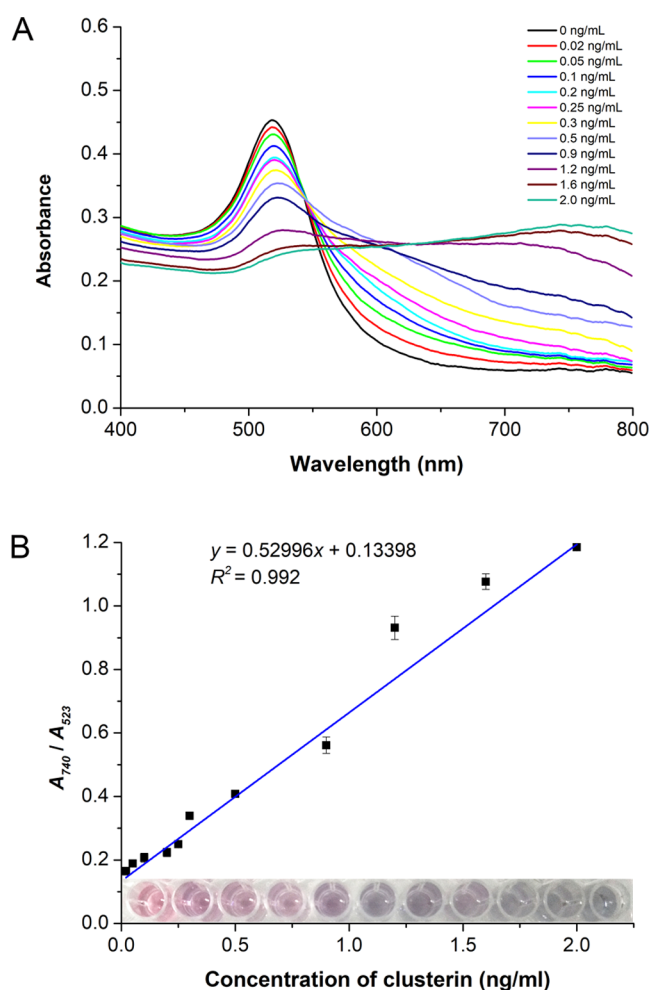 A
0.6
0.5
0.4
0.3
0.2
0.1
0.0
Absorbance
400
500
600
700
800
Wavelength (nm)
0 ng/mL
0.02 ng/mL
0.05 ng/mL
0.1 ng/mL
0.2 ng/mL
0.25 ng/mL
0.3 ng/mL
0.5 ng/mL
0.9 ng/mL
1.2 ng/mL
1.6 ng/mL
2.0 ng/mL
B
y = 0.52996x + 0.13398
R² = 0.992
1.2
1.0
0.8
0.6
0.4
0.2
0.0
A740 / A523
0.0
0.5
1.0
1.5
2.0
Concentration of clusterin (ng/ml)